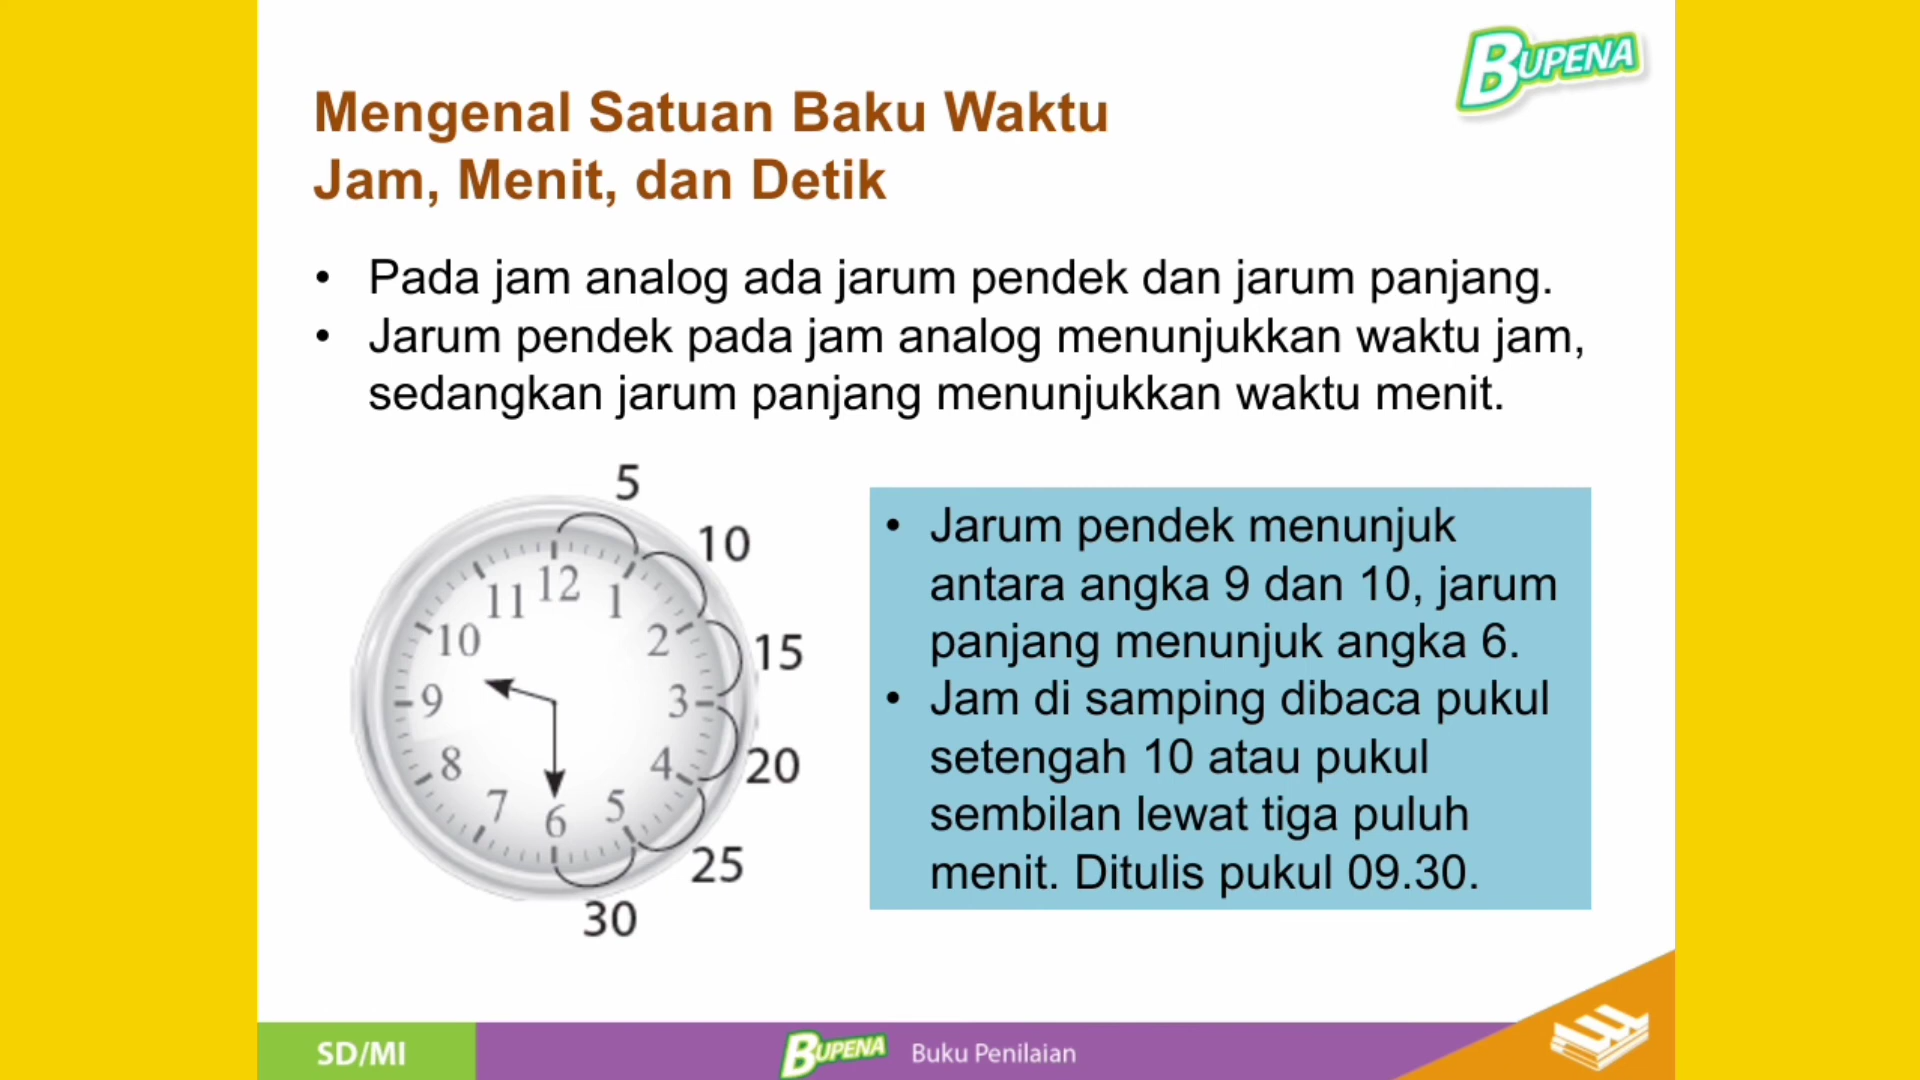 BUPENA
Mengenal Satuan Baku Waktu
Jam, Menit, dan Detik
• Pada jam analog ada jarum pendek dan jarum panjang.
• Jarum pendek pada jam analog menunjukkan waktu jam,
sedangkan jarum panjang menunjukkan waktu menit.
5
10
15
20
25
30
12
1
2
3
4
5
6
7
8
9
10
11
• Jarum pendek menunjuk
antara angka 9 dan 10, jarum
panjang menunjuk angka 6.
• Jam di samping dibaca pukul
setengah 10 atau pukul
sembilan lewat tiga puluh
menit. Ditulis pukul 09.30.
SD/MI
BUPENA Buku Penilaian